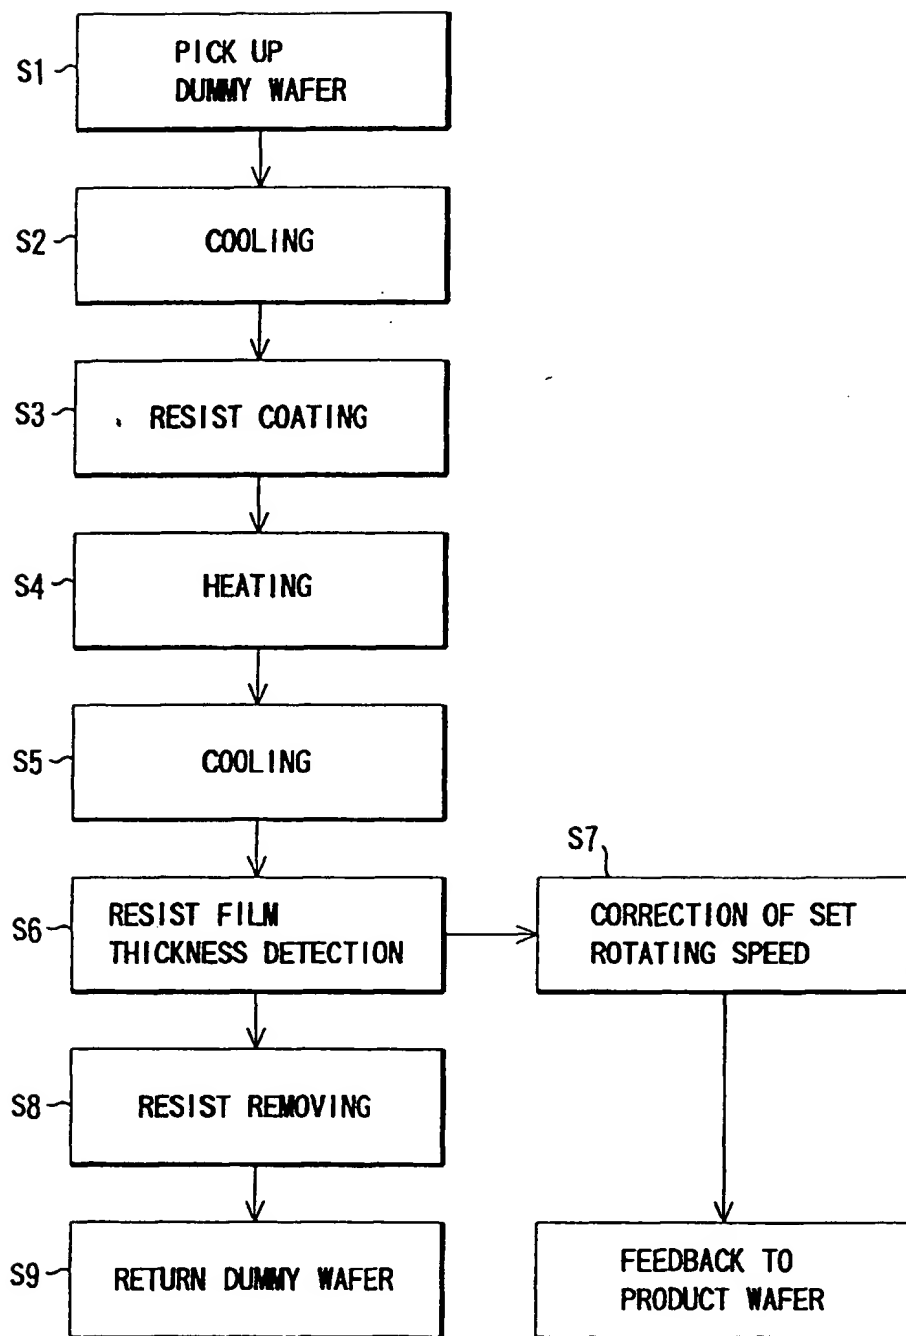 S1
PICK UP
DUMMY WAFER
S2
COOLING
S3
RESIST COATING
S4
HEATING
S5
COOLING
S6
RESIST FILM
THICKNESS DETECTION
S7
CORRECTION OF SET
ROTATING SPEED
S8
RESIST REMOVING
S9
RETURN DUMMY WAFER
FEEDBACK TO
PRODUCT WAFER